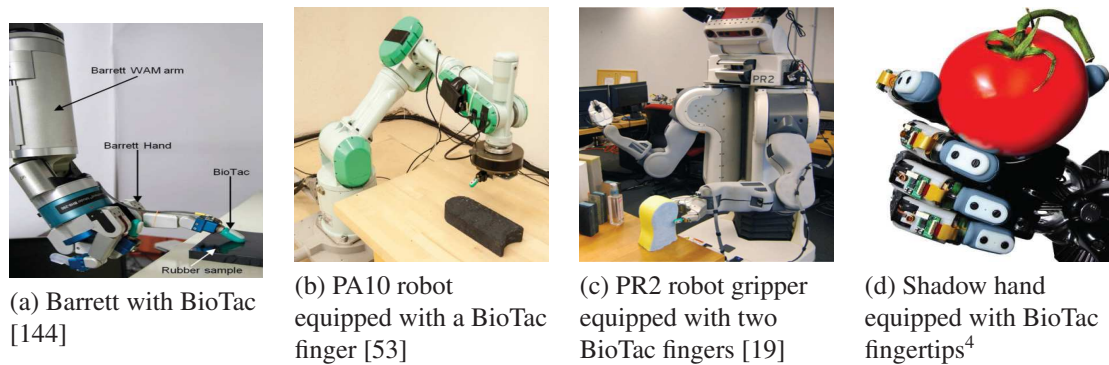 Barrett WAM arm
Barrett Hand
BioTac
Rubber sample
PR2
(a) Barrett with BioTac
[144]
(b) PA10 robot
equipped with a BioTac
finger [53]
(c) PR2 robot gripper
equipped with two
BioTac fingers [19]
(d) Shadow hand
equipped with BioTac
fingertips4